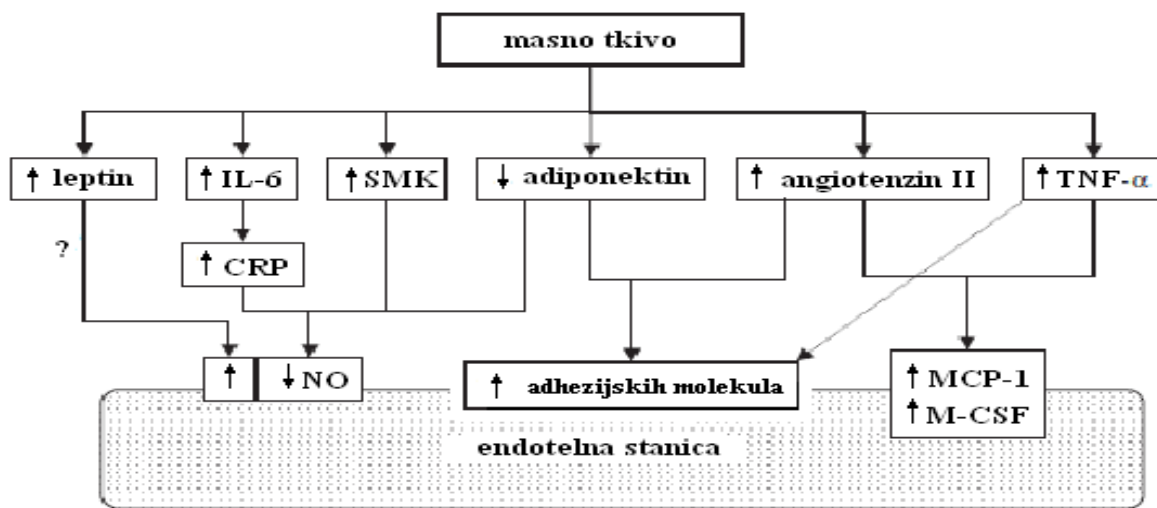 masno tkivo
↑ leptin
↑ IL-6
↑ SMK
↓ adiponektin
↑ angiotenzin II
↑ TNF-α
?
↑ CRP
↑
↓ NO
↑ adhezijskih molekula
↑ MCP-1
↑ M-CSF
endotelna stanica